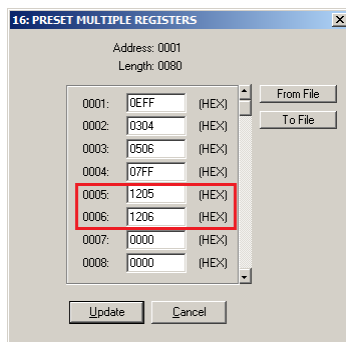 16: PRESET MULTIPLE REGISTERS
Address: 0001
Length: 0080
0001: 0EFF (HEX)
0002: 0304 (HEX)
0003: 0506 (HEX)
0004: 07FF (HEX)
0005: 1205 (HEX)
0006: 1206 (HEX)
0007: 0000 (HEX)
0008: 0000 (HEX)
From File
To File
Update Cancel